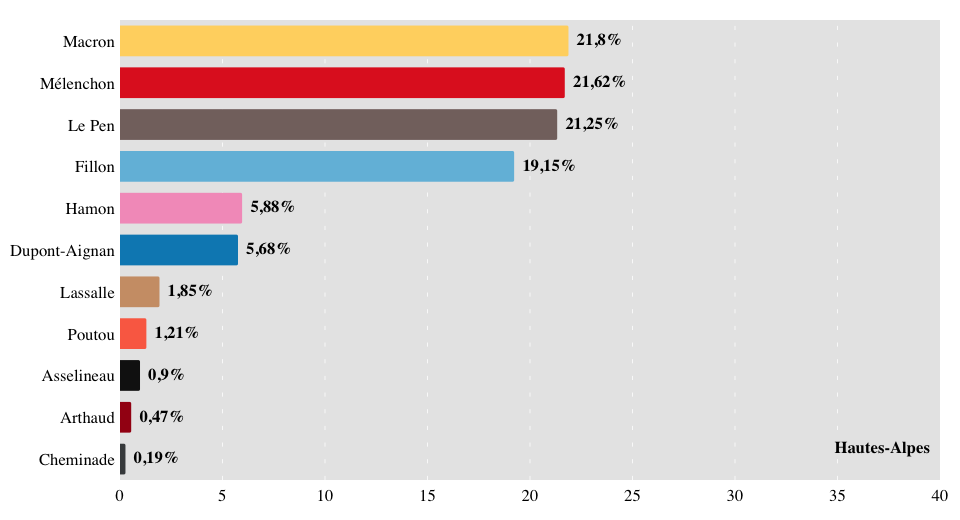 Macron 21,8%
Mélenchon 21,62%
Le Pen 21,25%
Fillon 19,15%
Hamon 5,88%
Dupont-Aignan 5,68%
Lassalle 1,85%
Poutou 1,21%
Asselineau 0,9%
Arthaud 0,47%
Hautes-Alpes
Cheminade 0,19%
0 5 10 15 20 25 30 35 40